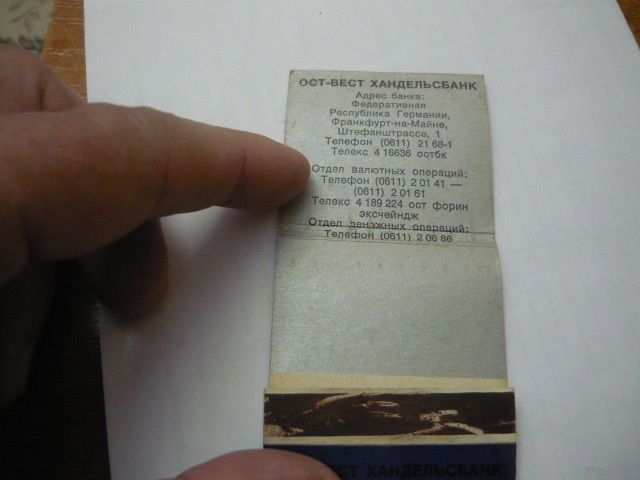 ОСТ-ВЕСТ ХАНДЕЛЬСБАНК
Адрес банка:
Федеративная
Республика Германии,
Франкфурт-на-Майне,
Штефанштрассе, 1
Телефон (0611) 21 68-1
Телекс 4 16636 остбк
Отдел валютных операций:
Телефон (0611) 2 01 41 —
(0611) 2 01 61
Телекс 4 189 224 ост форин
эксчейндж
Отдел денежных операций:
Телефон (0611) 2 06 86
ВЕСТ ХАНДЕЛЬСБАНК